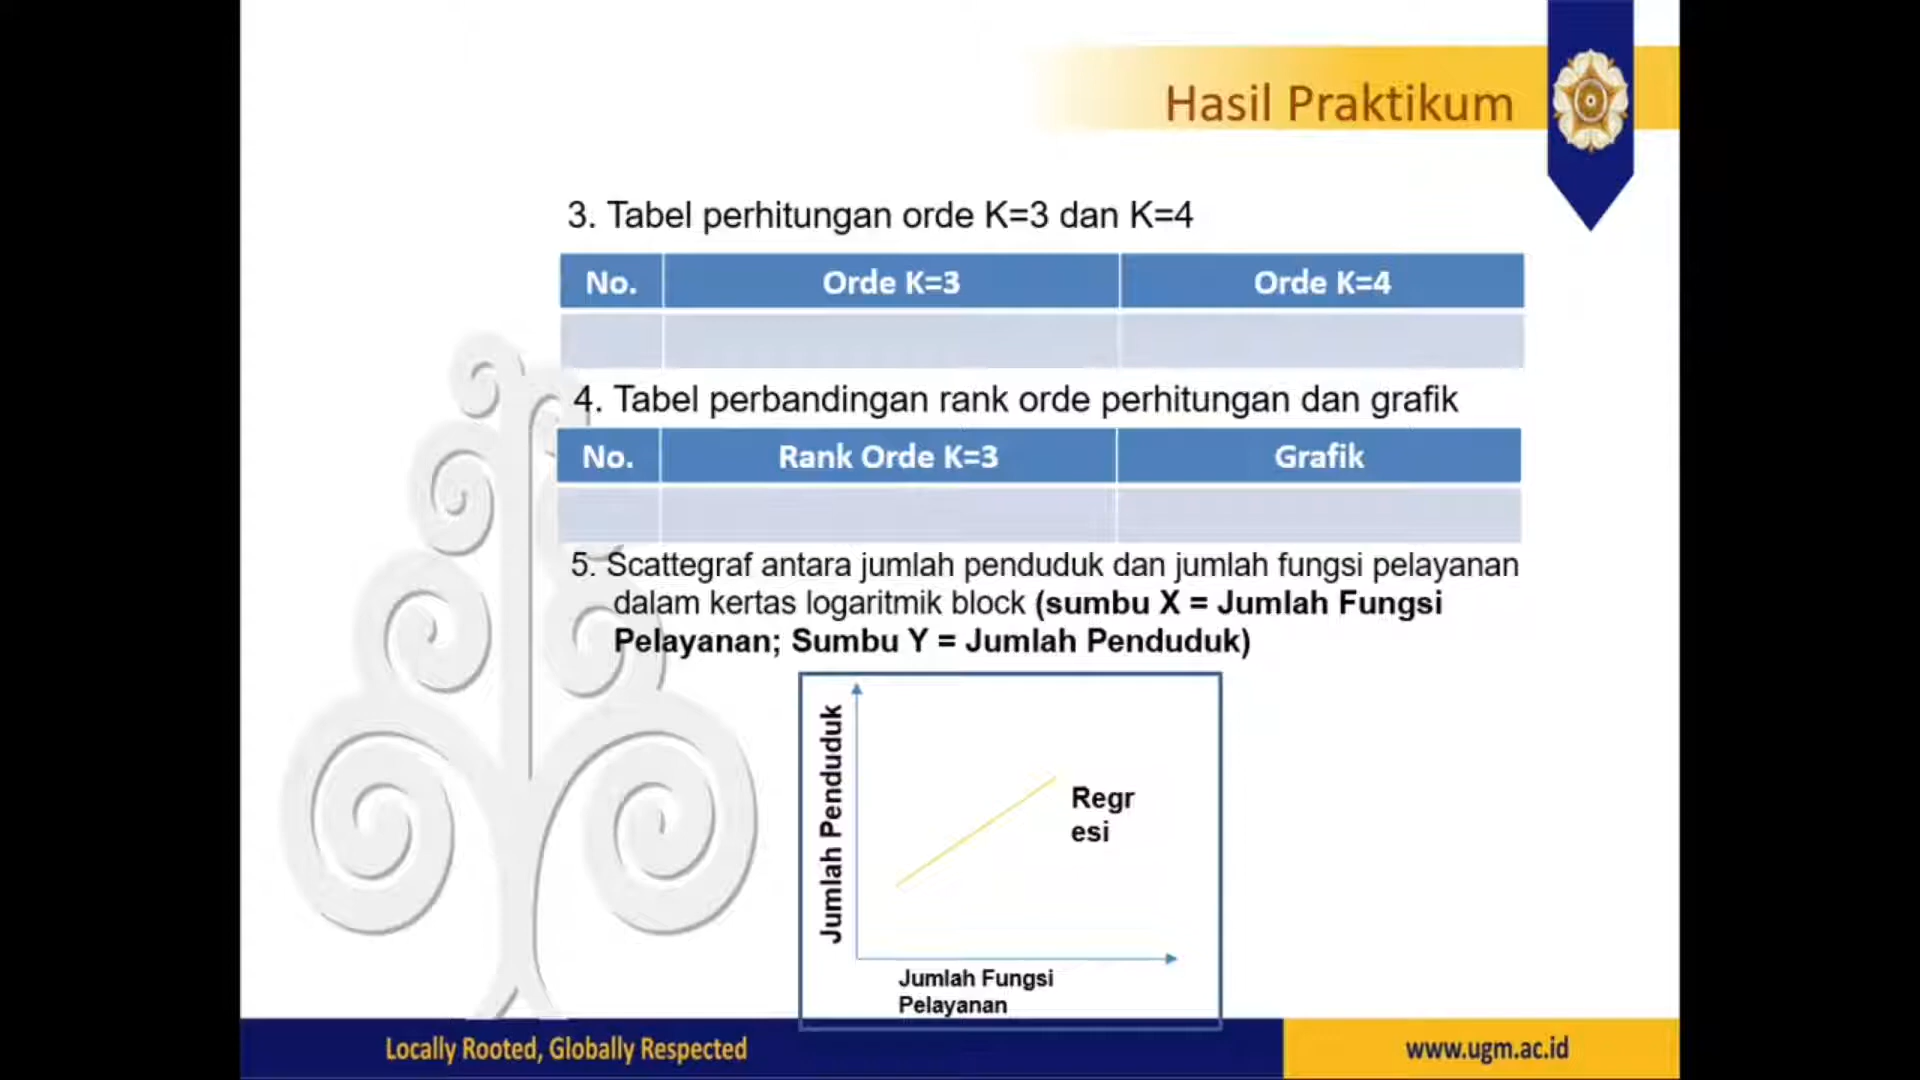 Hasil Praktikum
3. Tabel perhitungan orde K=3 dan K=4
No. Orde K=3 Orde K=4
4. Tabel perbandingan rank orde perhitungan dan grafik
No. Rank Orde K=3 Grafik
5. Scattegraf antara jumlah penduduk dan jumlah fungsi pelayanan
dalam kertas logaritmik block (sumbu X = Jumlah Fungsi
Pelayanan; Sumbu Y = Jumlah Penduduk)
Jumlah Penduduk
Regr
esi
Jumlah Fungsi
Pelayanan
Locally Rooted, Globally Respected
www.ugm.ac.id